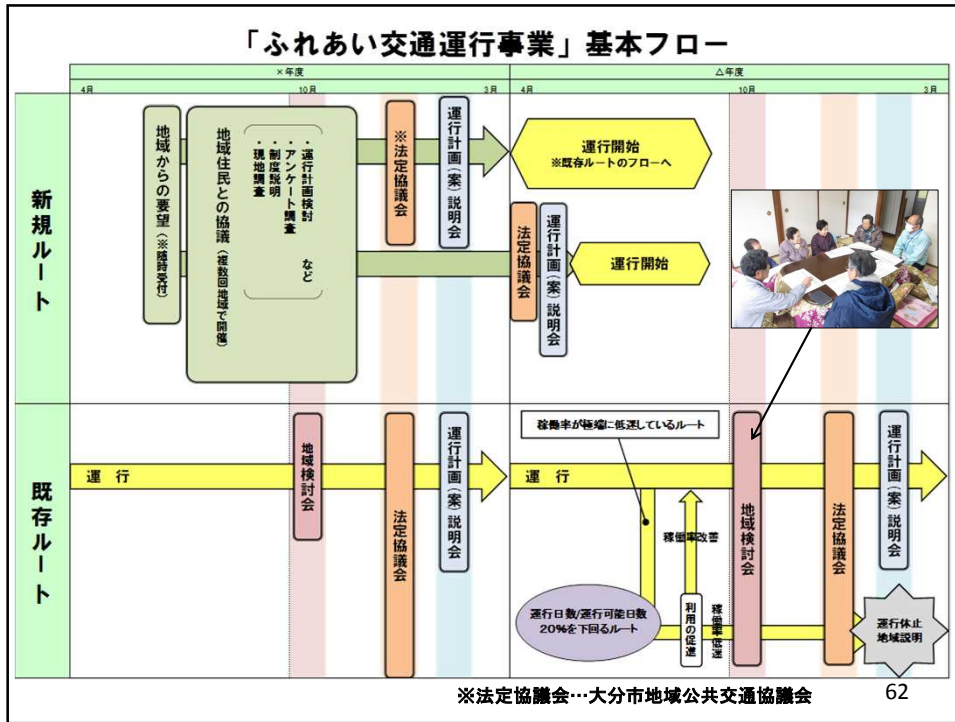 「ふれあい交通運行事業」基本フロー
×年度
△年度
4月
10月
3月
4月
10月
3月
新規ルート
地域からの要望（※随時受付）
地域住民との協議（複数回地域で開催）
・運行計画検討
・アンケート調査
・制度説明
・現地調査
など
※法定協議会
運行計画（案）説明会
運行開始
※既存ルートのフローへ
法定協議会
運行計画（案）説明会
運行開始
既存ルート
運　行
地域検討会
法定協議会
運行計画（案）説明会
稼働率が極端に低迷しているルート
運　行
稼働率改善
運行日数/運行可能日数
20%を下回るルート
利用の促進
稼働率低迷
地域検討会
法定協議会
運行計画（案）説明会
運行休止
地域説明
※法定協議会…大分市地域公共交通協議会
62